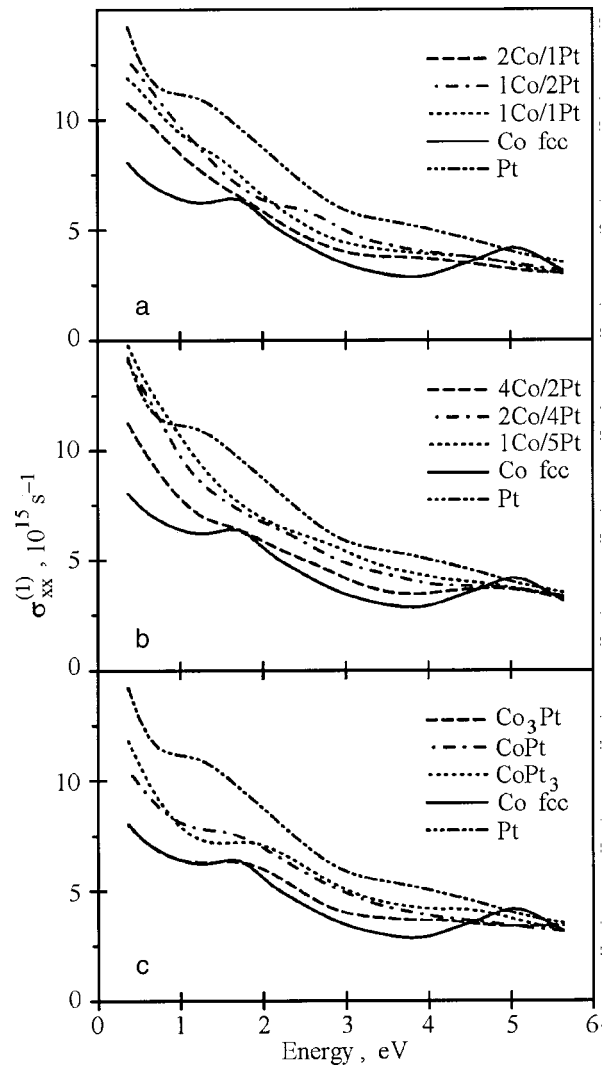 2Co/1Pt
1Co/2Pt
1Co/1Pt
Co fcc
Pt
10
5
0
a
4Co/2Pt
2Co/4Pt
1Co/5Pt
Co fcc
Pt
10
5
0
b
σxx(1) , 10^15 s^-1
Co3Pt
CoPt
CoPt3
Co fcc
Pt
10
5
0
c
0 1 2 3 4 5 6
Energy , eV